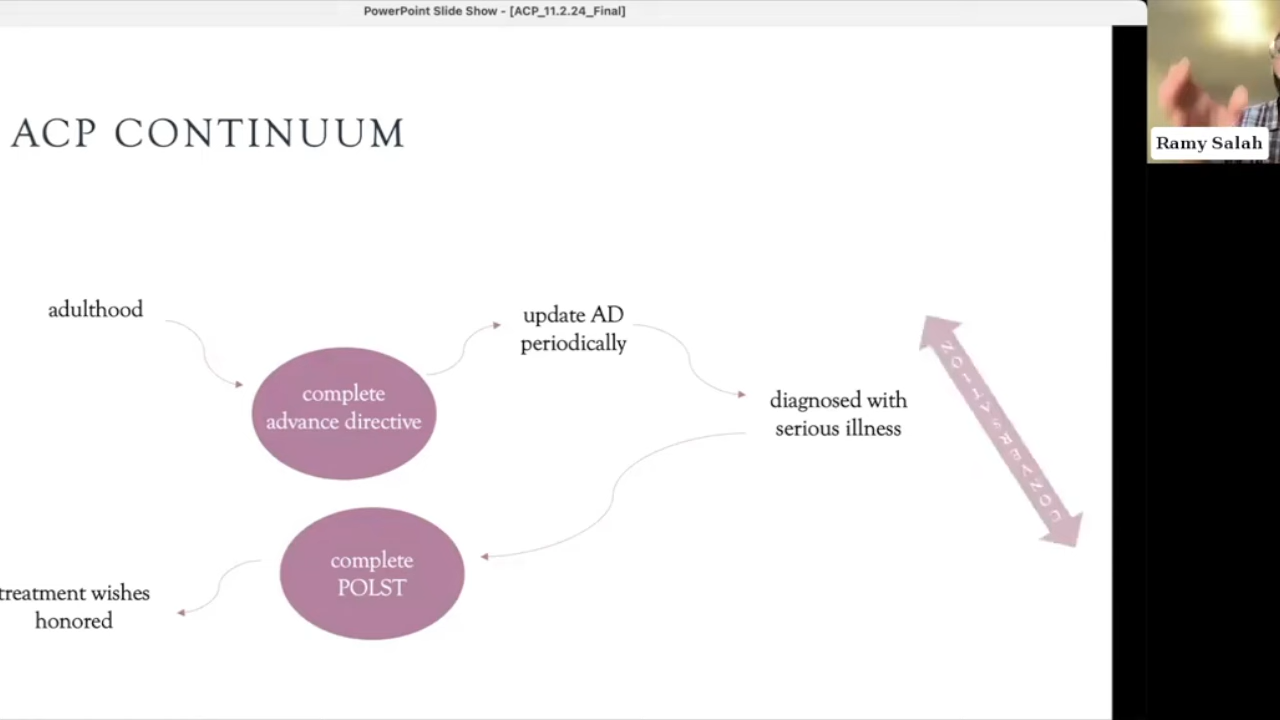 PowerPoint Slide Show - [ACP_11.2.24_Final]
Ramy Salah
ACP CONTINUUM
adulthood
complete
advance directive
update AD
periodically
diagnosed with
serious illness
CONVERSATION
complete
POLST
treatment wishes
honored